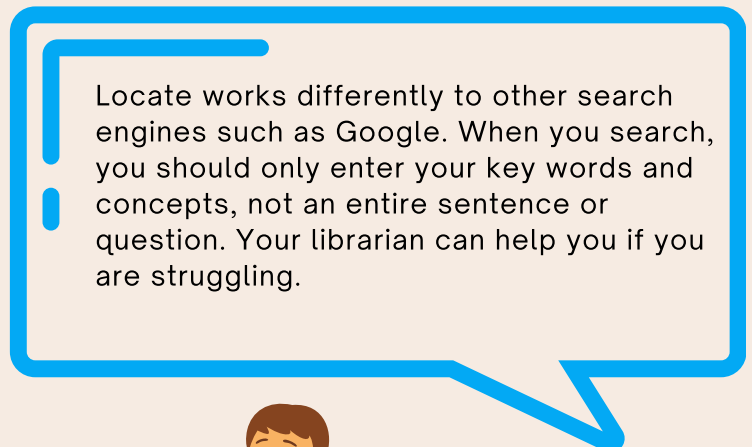 Locate works differently to other search
engines such as Google. When you search,
you should only enter your key words and
concepts, not an entire sentence or
question. Your librarian can help you if you
are struggling.